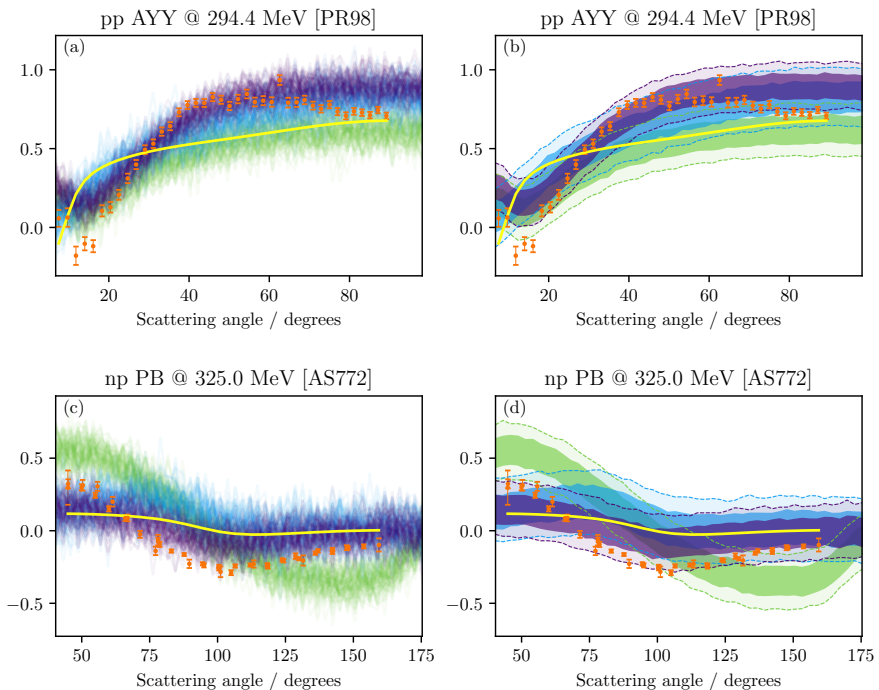 pp AYY @ 294.4 MeV [PR98]
(a)
1.0
0.5
0.0
20 40 60 80
Scattering angle / degrees
pp AYY @ 294.4 MeV [PR98]
(b)
1.0
0.5
0.0
20 40 60 80
Scattering angle / degrees
np PB @ 325.0 MeV [AS772]
(c)
0.5
0.0
−0.5
50 75 100 125 150 175
Scattering angle / degrees
np PB @ 325.0 MeV [AS772]
(d)
0.5
0.0
−0.5
50 75 100 125 150 175
Scattering angle / degrees